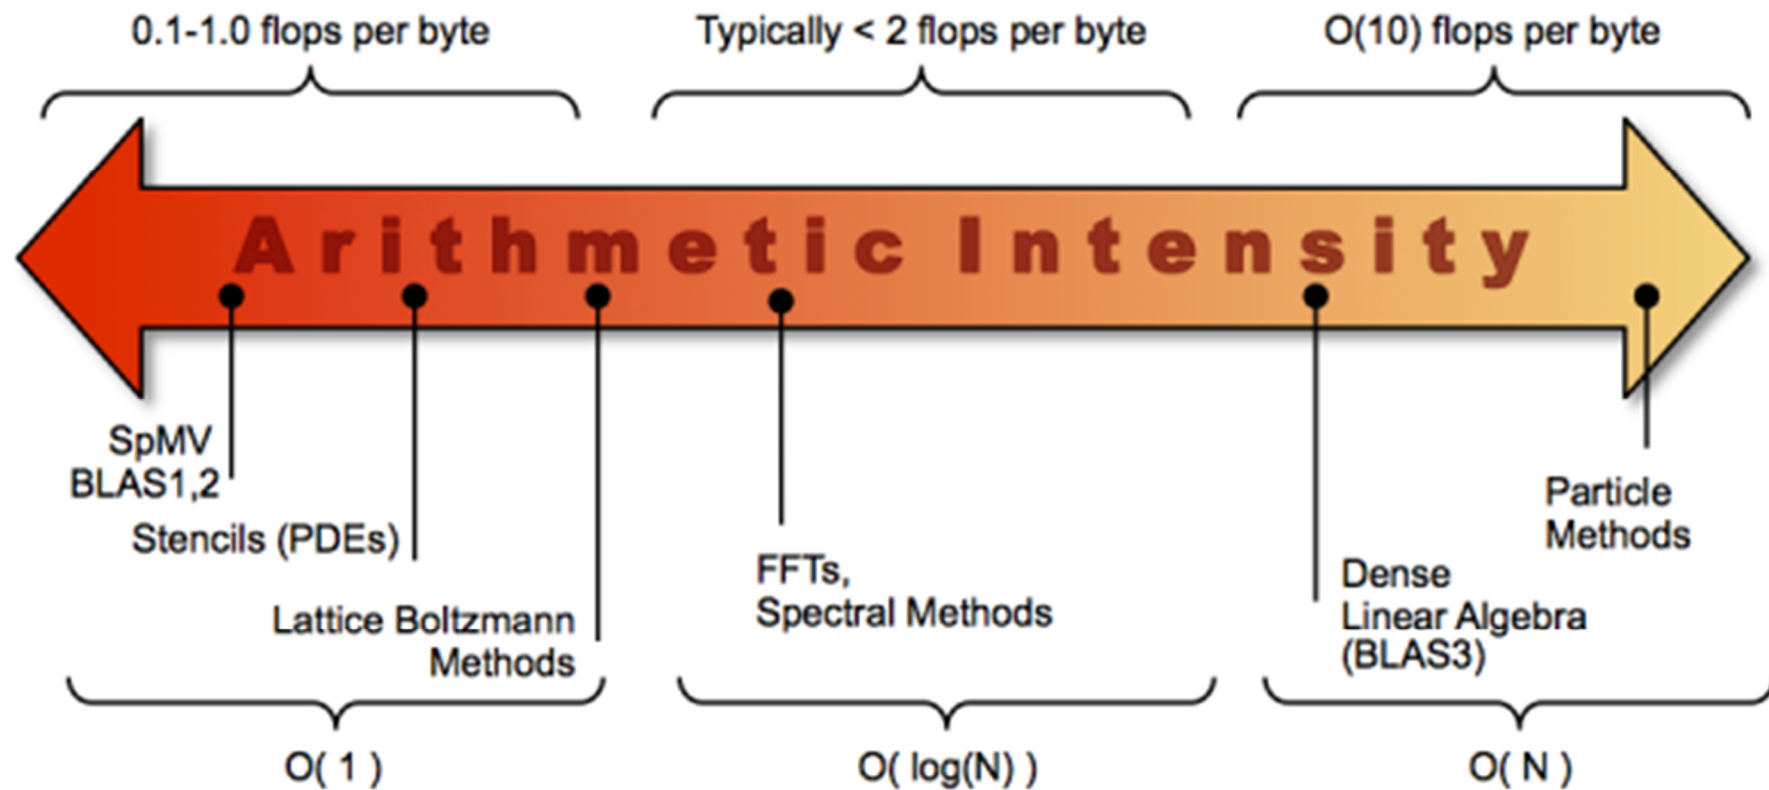 0.1-1.0 flops per byte
Typically < 2 flops per byte
O(10) flops per byte
Arithmetic Intensity
SpMV
BLAS1,2
Stencils (PDEs)
Lattice Boltzmann
Methods
FFTs,
Spectral Methods
Dense
Linear Algebra
(BLAS3)
Particle
Methods
O( 1 )
O( log(N) )
O( N )